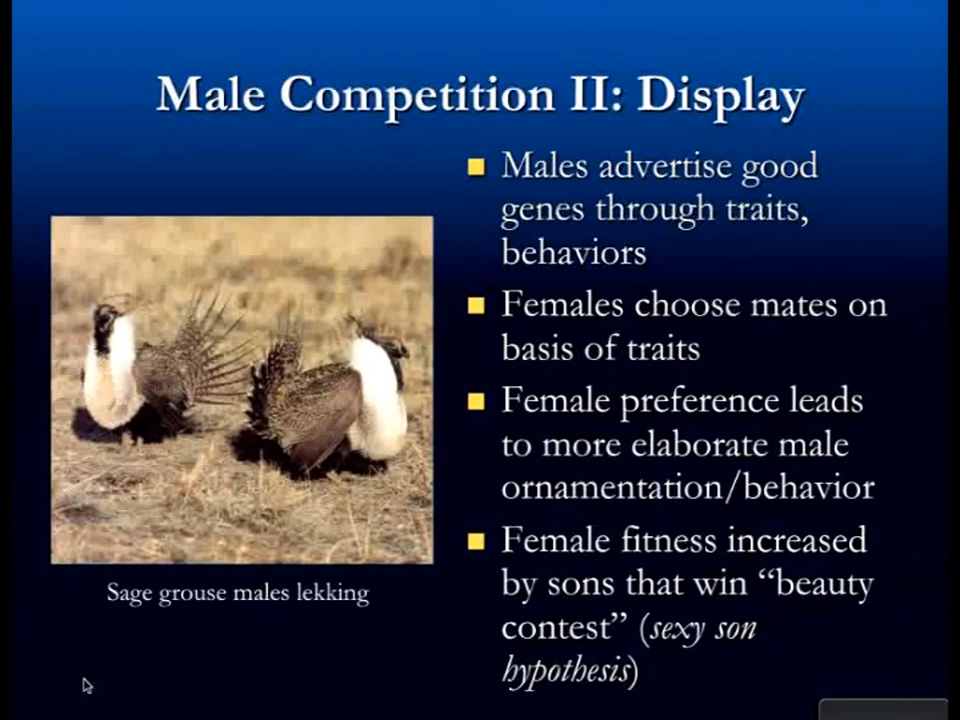 Male Competition II: Display
Males advertise good
genes through traits,
behaviors
Females choose mates on
basis of traits
Female preference leads
to more elaborate male
ornamentation/behavior
Female fitness increased
by sons that win “beauty
contest” (sexy son
hypothesis)
Sage grouse males lekking